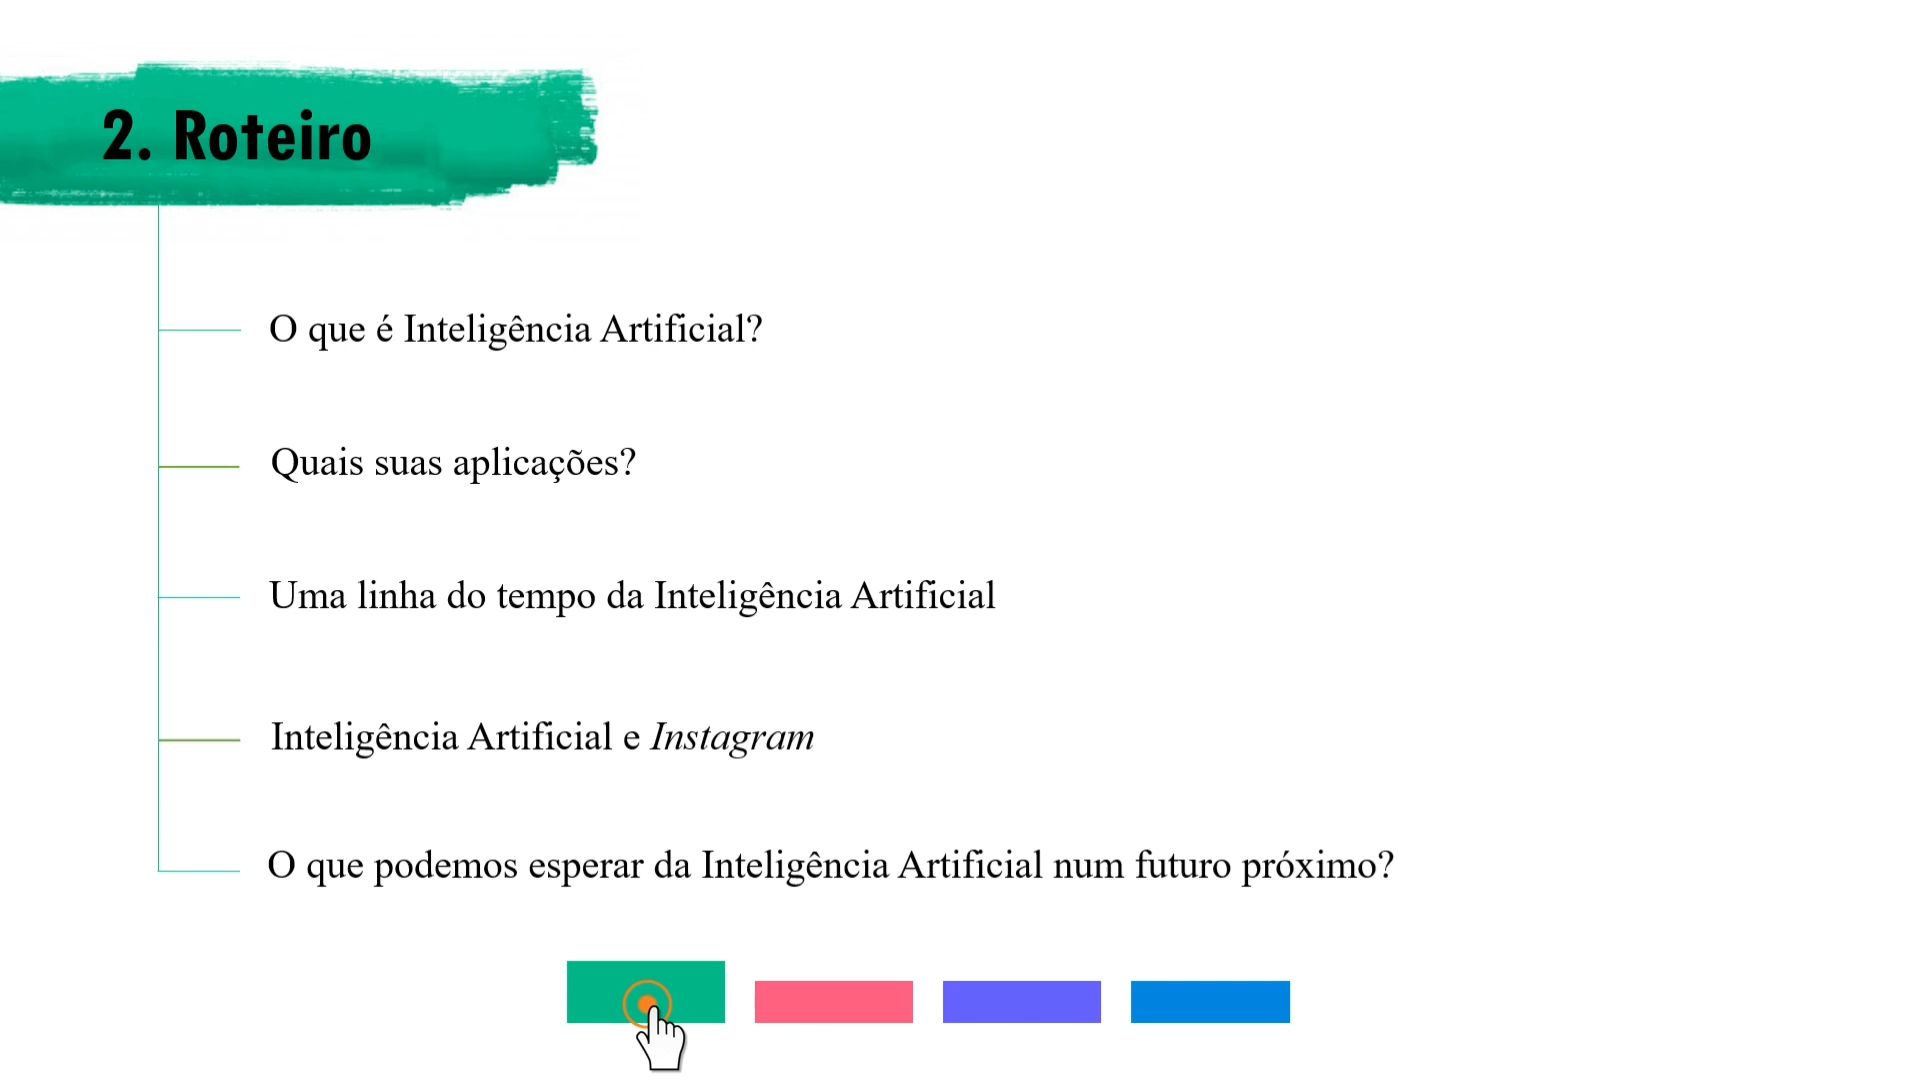 2. Roteiro
O que é Inteligência Artificial?
Quais suas aplicações?
Uma linha do tempo da Inteligência Artificial
Inteligência Artificial e Instagram
O que podemos esperar da Inteligência Artificial num futuro próximo?